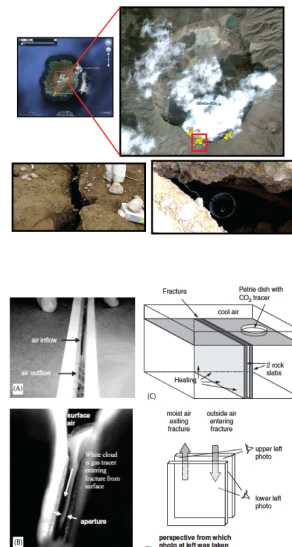 Fracture
Petrie dish with
CO2 tracer
cool air
air inflow
air outflow
2 rock
slabs
Heating
(A)
(C)
surface
air
White cloud
is gas tracer
entering
fracture from
surface
aperture
(B)
moist air
exiting
fracture
outside air
entering
fracture
upper left
photo
lower left
photo
perspective from which
photo at left was taken